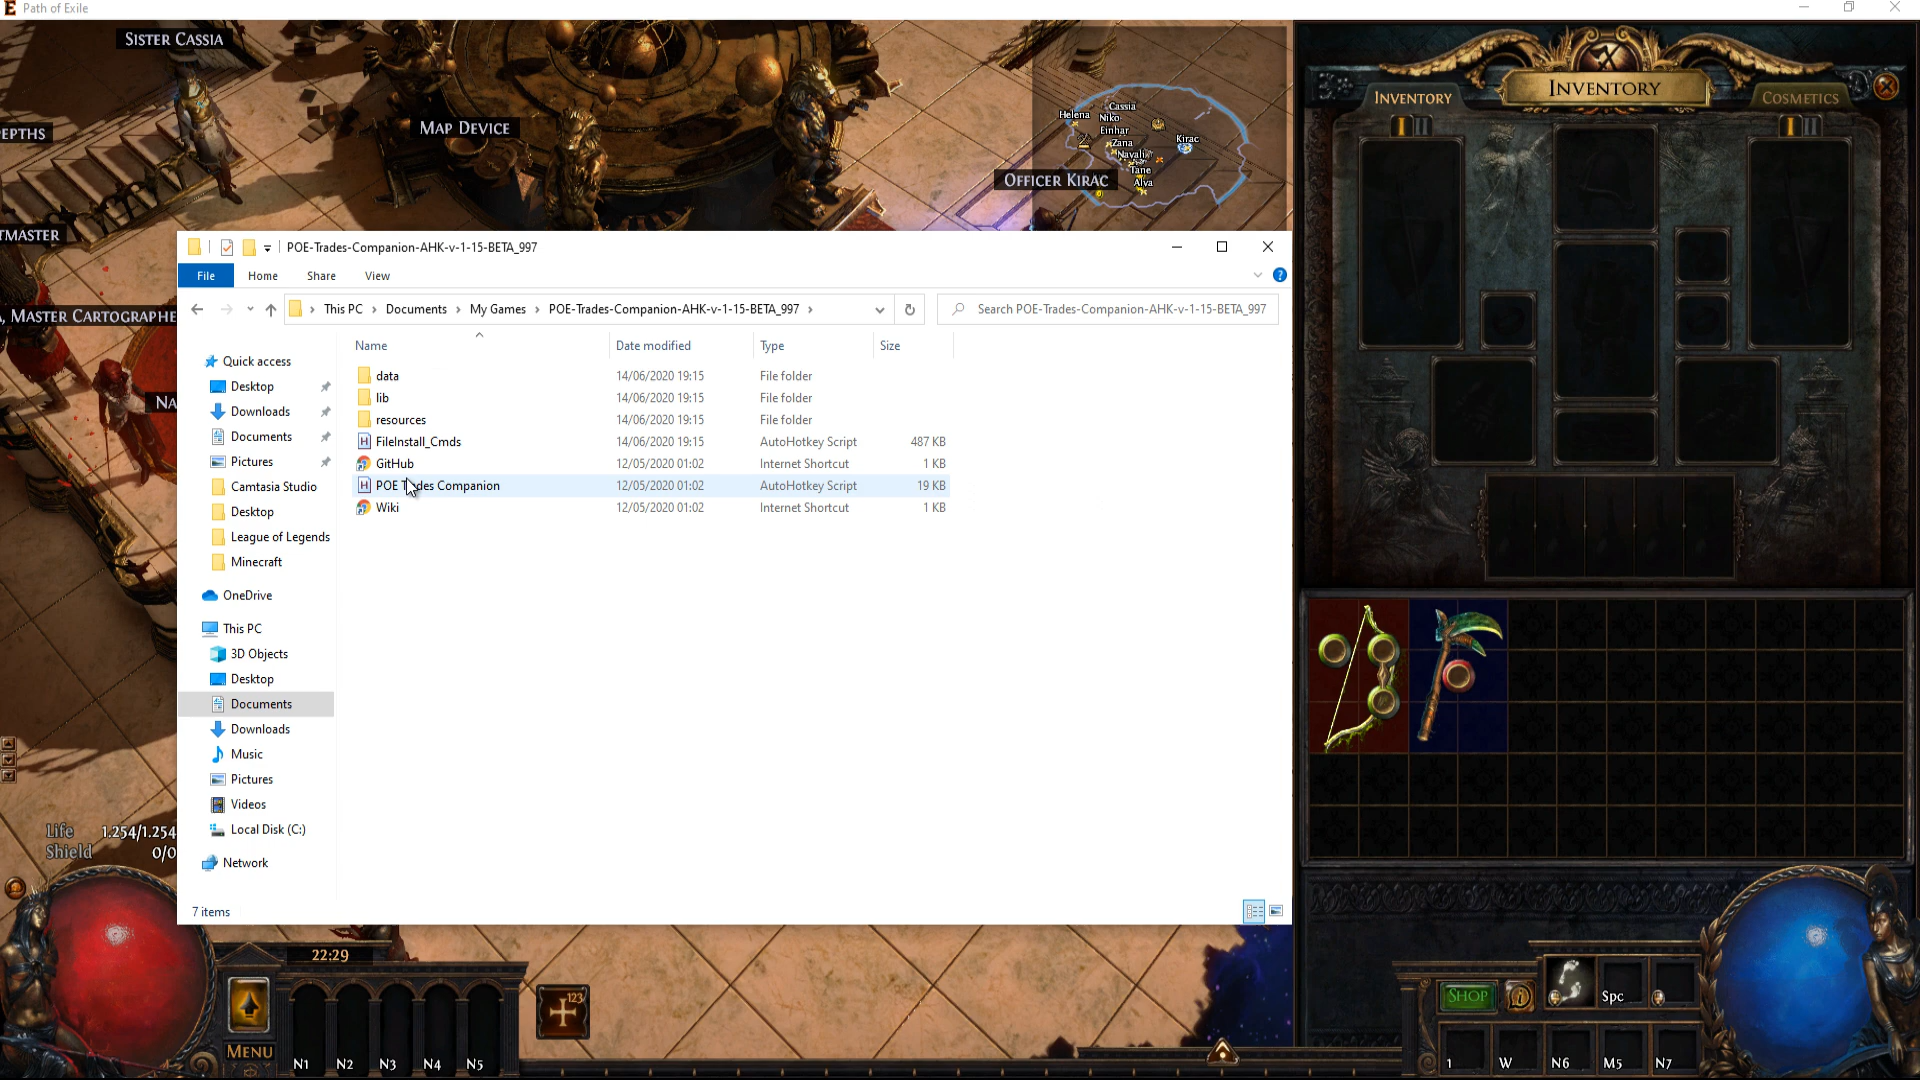 Path of Exile
SISTER CASSIA
EPTHS
MAP DEVICE
TMASTER
, MASTER CARTOGRAPHE
NA
OFFICER KIRAC
Helena
Cassia
Niko
Einhar
Zana
Navali
Tane
Alva
Kirac
INVENTORY
INVENTORY
COSMETICS
I II
I II
POE-Trades-Companion-AHK-v-1-15-BETA_997
File Home Share View
This PC > Documents > My Games > POE-Trades-Companion-AHK-v-1-15-BETA_997 >
Search POE-Trades-Companion-AHK-v-1-15-BETA_997
Name Date modified Type Size
data 14/06/2020 19:15 File folder
lib 14/06/2020 19:15 File folder
resources 14/06/2020 19:15 File folder
FileInstall_Cmds 14/06/2020 19:15 AutoHotkey Script 487 KB
GitHub 12/05/2020 01:02 Internet Shortcut 1 KB
POE Trades Companion 12/05/2020 01:02 AutoHotkey Script 19 KB
Wiki 12/05/2020 01:02 Internet Shortcut 1 KB
Quick access
Desktop
Downloads
Documents
Pictures
Camtasia Studio
Desktop
League of Legends
Minecraft
OneDrive
This PC
3D Objects
Desktop
Documents
Downloads
Music
Pictures
Videos
Local Disk (C:)
Network
7 items
Life 1.254/1.254
Shield 0/0
22:29
MENU
N1 N2 N3 N4 N5
123
SHOP
Spc
1 W N6 M5 N7